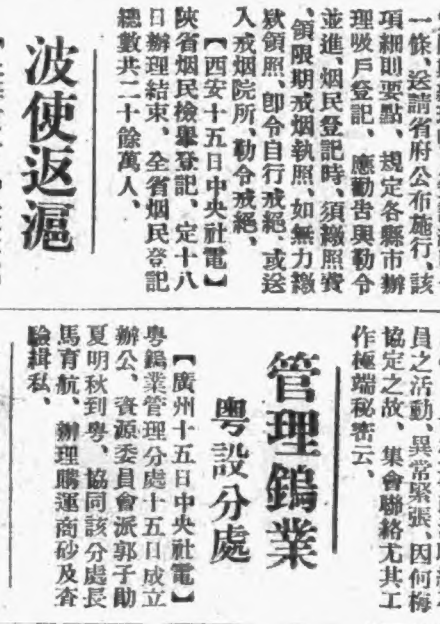 一條、送請省府公布施行、該
項細則要點、規定各縣市辦
理吸戶登記、應勸告與勒令
並進、烟民登記時、須繳照費
、領限期戒烟執照、如無力繳
欵領照、卽令自行戒絕、或送
入戒烟院所、勒令戒絕、
【西安十五日中央社電】
陝省烟民檢舉登記、定十八
日辦理結束、全省烟民登記
總數共二十餘萬人、
波使返滬
員之活動、異常緊張、因何梅
協定之故、集會聯絡尤其工
作極端秘密云、
管理鎢業
粤設分處
【廣州十五日中央社電】
粤鎢業管理分處十五日成立
辦公、資源委員會派郭子勛
夏明秋到粤、協同該分處長
馬育航、辦理購運商砂及查
驗緝私、